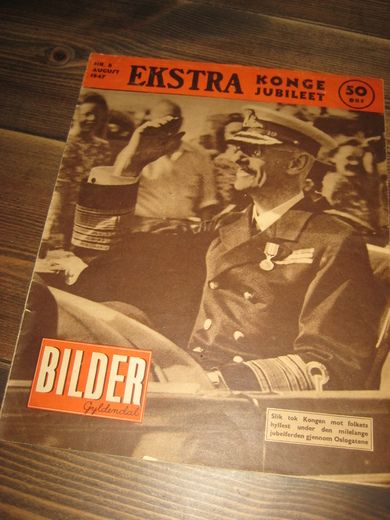 NR. 8
AUGUST
1947
EKSTRA
KONGE
JUBILEET
50
ØRE
BILDER
Gyldendal
Slik tok Kongen mot folkets
hyllest under den milelange
jubelferden gjennom Oslogatene